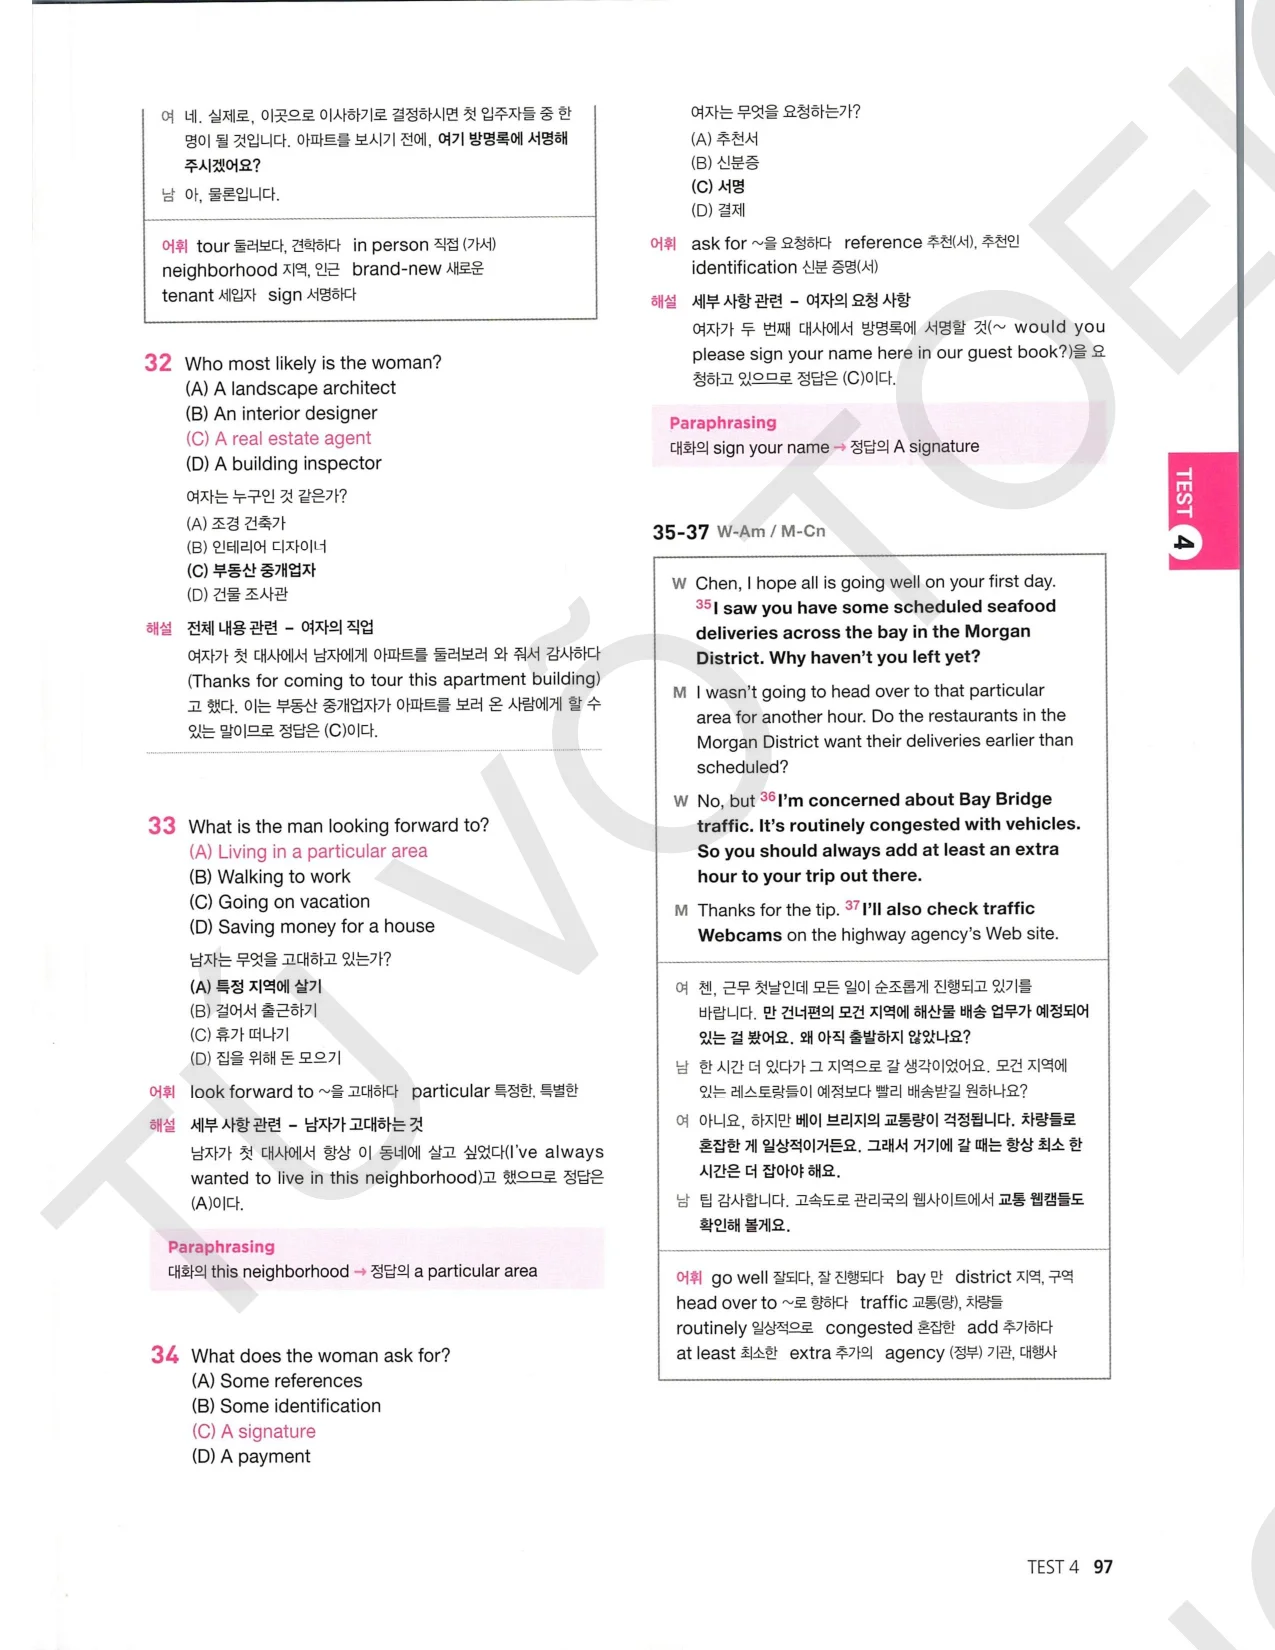 여 네. 실제로, 이곳으로 이사하기로 결정하시면 첫 입주자들 중 한
명이 될 것입니다. 아파트를 보시기 전에, 여기 방명록에 서명해
주시겠어요?
남 아, 물론입니다.
어휘 tour 둘러보다, 견학하다 in person 직접 (가서)
neighborhood 지역, 인근 brand-new 새로운
tenant 세입자 sign 서명하다
32 Who most likely is the woman?
(A) A landscape architect
(B) An interior designer
(C) A real estate agent
(D) A building inspector
여자는 누구인 것 같은가?
(A) 조경 건축가
(B) 인테리어 디자이너
(C) 부동산 중개업자
(D) 건물 조사관
해설 전체 내용 관련 - 여자의 직업
여자가 첫 대사에서 남자에게 아파트를 둘러보러 와 줘서 감사하다
(Thanks for coming to tour this apartment building)
고 했다. 이는 부동산 중개업자가 아파트를 보러 온 사람에게 할 수
있는 말이므로 정답은 (C)이다.
33 What is the man looking forward to?
(A) Living in a particular area
(B) Walking to work
(C) Going on vacation
(D) Saving money for a house
남자는 무엇을 고대하고 있는가?
(A) 특정 지역에 살기
(B) 걸어서 출근하기
(C) 휴가 떠나기
(D) 집을 위해 돈 모으기
어휘 look forward to ~을 고대하다 particular 특정한, 특별한
해설 세부 사항 관련 - 남자가 고대하는 것
남자가 첫 대사에서 항상 이 동네에 살고 싶었다(I've always
wanted to live in this neighborhood)고 했으므로 정답은
(A)이다.
Paraphrasing
대화의 this neighborhood → 정답의 a particular area
34 What does the woman ask for?
(A) Some references
(B) Some identification
(C) A signature
(D) A payment
여자는 무엇을 요청하는가?
(A) 추천서
(B) 신분증
(C) 서명
(D) 결제
어휘 ask for ~을 요청하다 reference 추천(서), 추천인
identification 신분 증명(서)
해설 세부 사항 관련 - 여자의 요청 사항
여자가 두 번째 대사에서 방명록에 서명할 것(~ would you
please sign your name here in our guest book?)을 요
청하고 있으므로 정답은 (C)이다.
Paraphrasing
대화의 sign your name → 정답의 A signature
35-37 W-Am / M-Cn
W Chen, I hope all is going well on your first day.
35 I saw you have some scheduled seafood
deliveries across the bay in the Morgan
District. Why haven't you left yet?
M I wasn't going to head over to that particular
area for another hour. Do the restaurants in the
Morgan District want their deliveries earlier than
scheduled?
W No, but 36 I'm concerned about Bay Bridge
traffic. It's routinely congested with vehicles.
So you should always add at least an extra
hour to your trip out there.
M Thanks for the tip. 37 I'll also check traffic
Webcams on the highway agency's Web site.
여 첸, 근무 첫날인데 모든 일이 순조롭게 진행되고 있기를
바랍니다. 만 건너편의 모건 지역에 해산물 배송 업무가 예정되어
있는 걸 봤어요. 왜 아직 출발하지 않았나요?
남 한 시간 더 있다가 그 지역으로 갈 생각이었어요. 모건 지역에
있는 레스토랑들이 예정보다 빨리 배송받길 원하나요?
여 아니요, 하지만 베이 브리지의 교통량이 걱정됩니다. 차량들로
혼잡한 게 일상적이거든요. 그래서 거기에 갈 때는 항상 최소 한
시간은 더 잡아야 해요.
남 팁 감사합니다. 고속도로 관리국의 웹사이트에서 교통 웹캠들도
확인해 볼게요.
어휘 go well 잘되다, 잘 진행되다 bay 만 district 지역, 구역
head over to ~로 향하다 traffic 교통(량), 차량들
routinely 일상적으로 congested 혼잡한 add 추가하다
at least 최소한 extra 추가의 agency (정부) 기관, 대행사
TEST 4
TEST 4 97
TÚ VÕ TOEIC